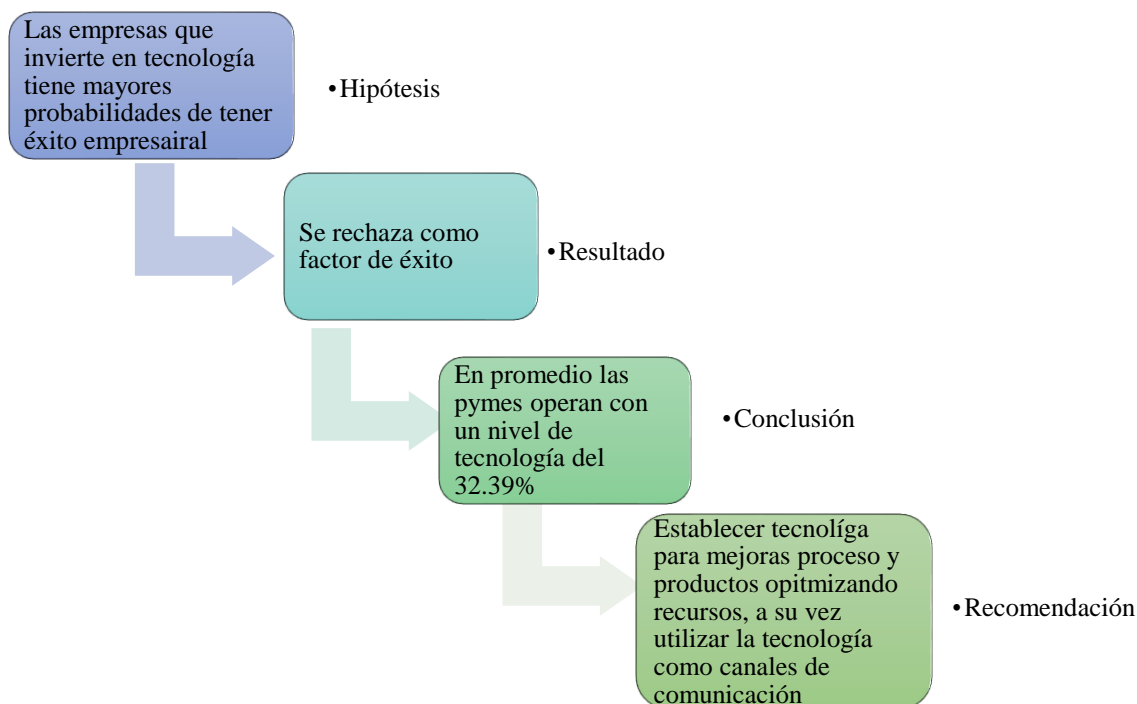 Las empresas que
invierte en tecnología
tiene mayores
probabilidades de tener
éxito empresairal
•Hipótesis
Se rechaza como
factor de éxito
•Resultado
En promedio las
pymes operan con
un nivel de
tecnología del
32.39%
•Conclusión
Establecer tecnolíga
para mejoras proceso y
productos opitmizando
recursos, a su vez
utilizar la tecnología
como canales de
comunicación
•Recomendación